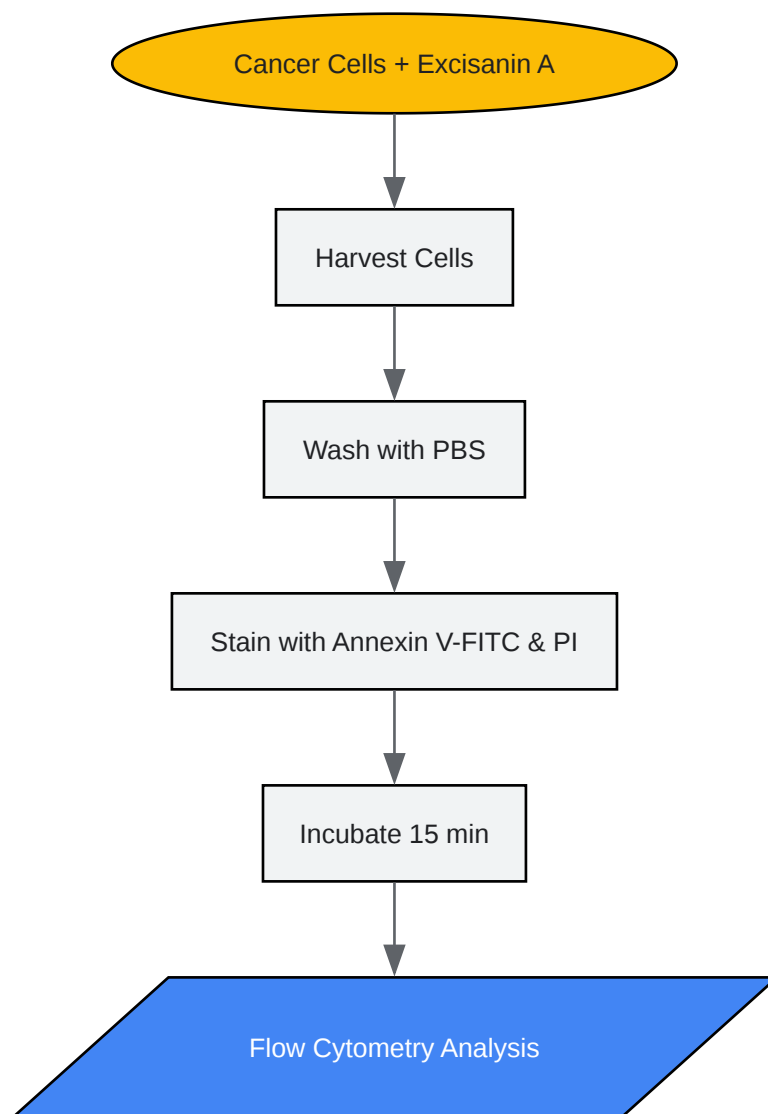 Cancer Cells + Excisanin A
Harvest Cells
Wash with PBS
Stain with Annexin V-FITC & PI
Incubate 15 min
Flow Cytometry Analysis